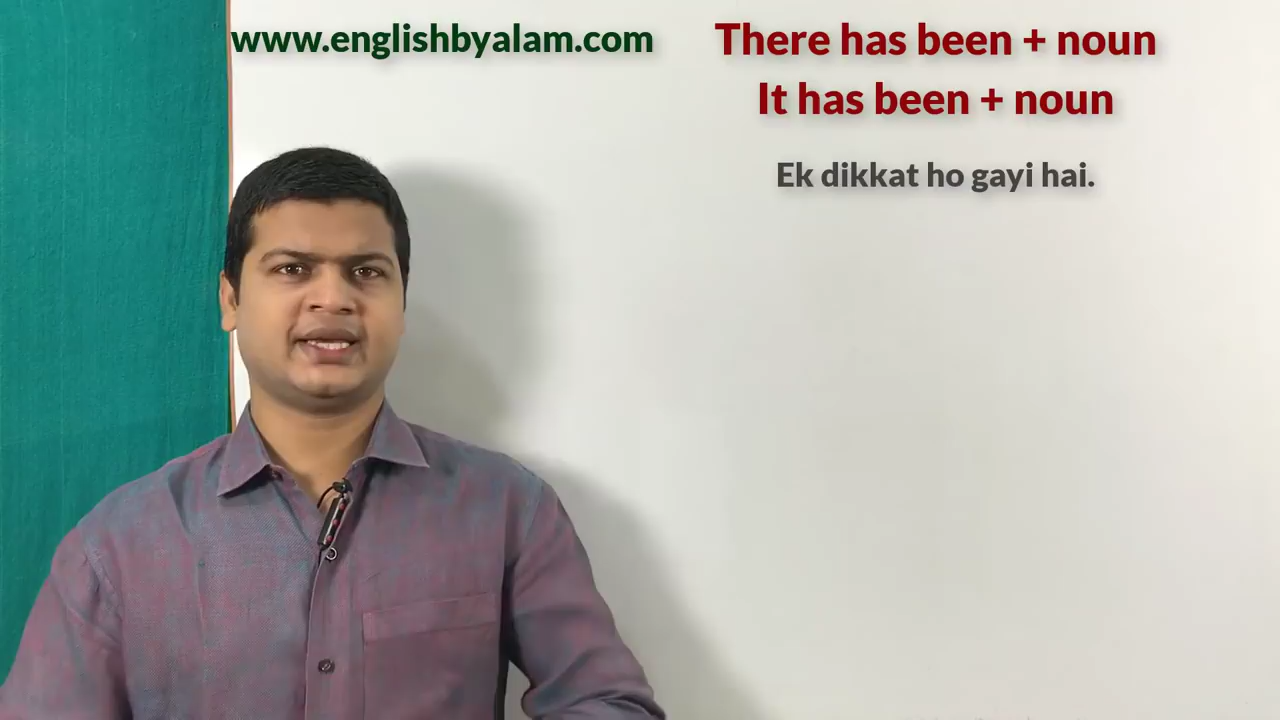 www.englishbyalam.com
There has been + noun
It has been + noun
Ek dikkat ho gayi hai.